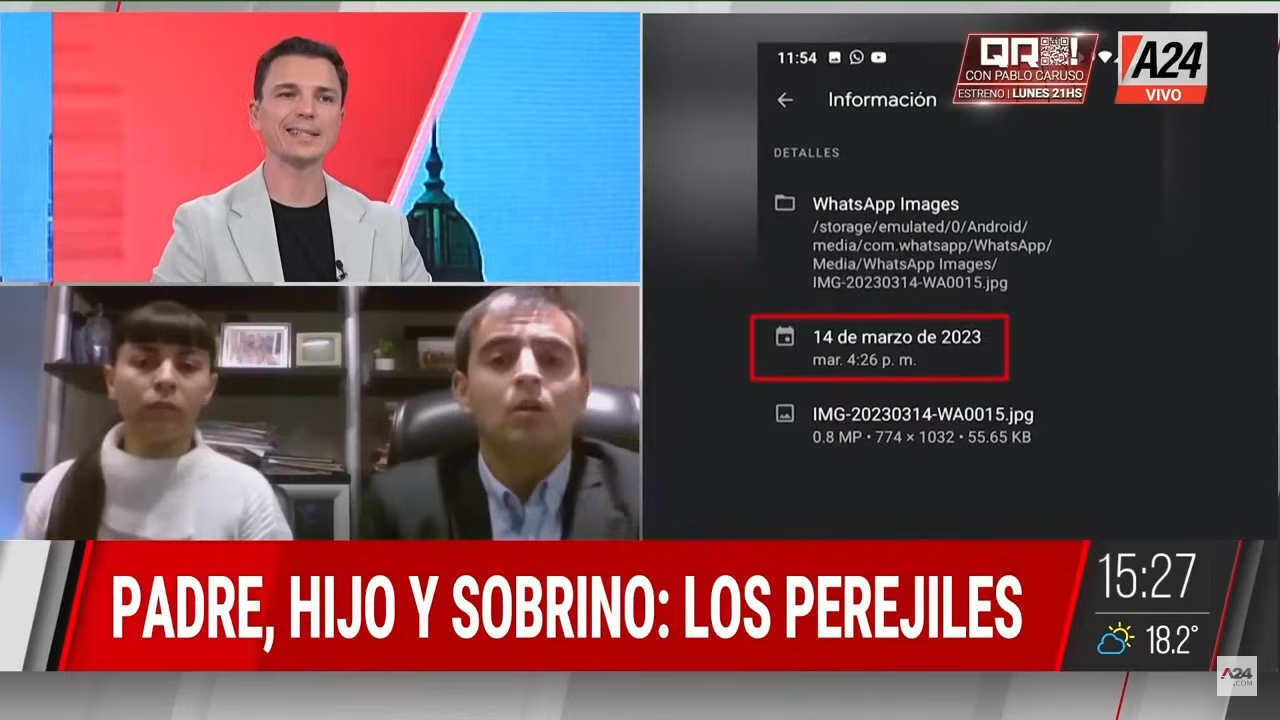 11:54
QR!
CON PABLO CARUSO
ESTRENO | LUNES 21HS
A24
VIVO
Información
DETALLES
WhatsApp Images
/storage/emulated/0/Android/
media/com.whatsapp/WhatsApp/
Media/WhatsApp Images/
IMG-20230314-WA0015.jpg
14 de marzo de 2023
mar. 4:26 p. m.
IMG-20230314-WA0015.jpg
0.8 MP • 774 × 1032 • 55.65 KB
PADRE, HIJO Y SOBRINO: LOS PEREJILES
15:27
18.2°
A24
.COM